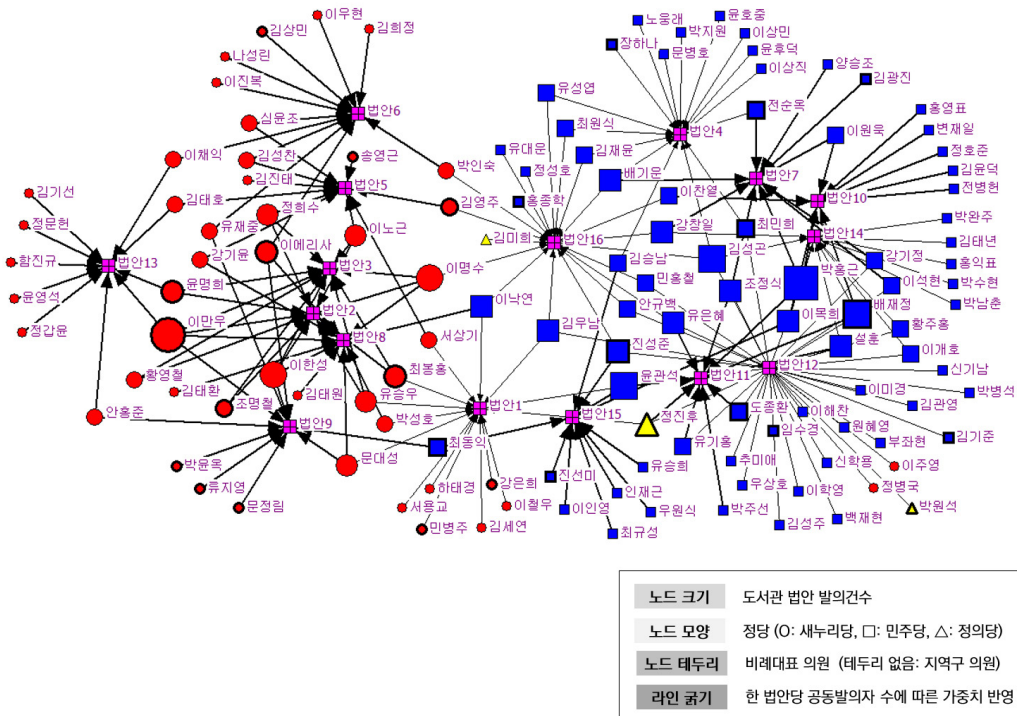 이우현
김상민
김희정
나성린
이진복
심윤조
법안6
이채익
김성찬
송영근
김진태
법안5
박인숙
김영주
김기선
정문헌
함진규
윤영석
정갑윤
법안13
김태호
정희수
유재중
이에리사
이노근
강기윤
법안3
이명수
윤명희
법안2
이만우
법안8
서상기
이한성
최봉홍
황영철
김태환
김태원
유승우
조명철
박성호
안홍준
법안9
문대성
박윤옥
류지영
문정림
노웅래
윤호중
박지원
이상민
장하나
문병호
윤후덕
이상직
양승조
김광진
유성엽
전순옥
최원식
법안4
이원욱
홍영표
변재일
정호준
김윤덕
전병헌
유대운
김재윤
정성호
배기운
법안7
이찬열
홍종학
법안10
강창일
최민희
법안14
박완주
김태년
홍익표
박수현
박남춘
김미희
법안16
김성곤
김승남
민홍철
조정식
박홍근
강기정
이석현
이낙연
안규백
배재정
김우남
유은혜
이목희
황주홍
진성준
설훈
이개호
법안12
신기남
윤관석
법안11
이미경
박병석
법안1
법안15
정진후
도종환
이해찬
김관영
임수경
원혜영
최동익
유기홍
부좌현
김기준
추미애
신학용
이주영
하태경
강은희
진선미
유승희
우상호
정병국
서용교
이철우
인재근
이학영
박원석
이인영
우원식
박주선
민병주
김세연
최규성
김성주
백재현
노드 크기 도서관 법안 발의건수
노드 모양 정당 (O: 새누리당, □: 민주당, △: 정의당)
노드 테두리 비례대표 의원 (테두리 없음: 지역구 의원)
라인 굵기 한 법안당 공동발의자 수에 따른 가중치 반영